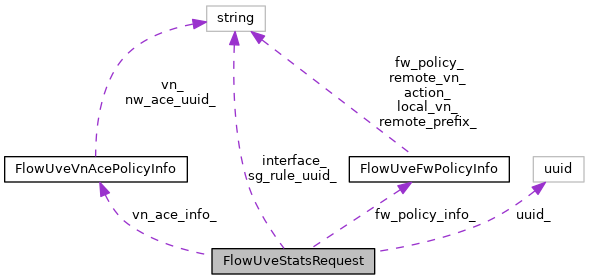 string
fw_policy_
remote_vn_
action_
local_vn_
remote_prefix_
vn_
nw_ace_uuid_
interface_
sg_rule_uuid_
FlowUveVnAcePolicyInfo
FlowUveFwPolicyInfo
uuid
vn_ace_info_
fw_policy_info_
uuid_
FlowUveStatsRequest